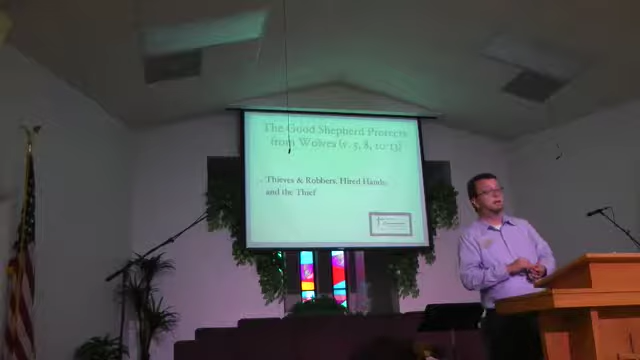 The Good Shepherd Protects
from Wolves (v. 5, 8, 10-13)
Thieves & Robbers, Hired Hands,
and the Thief